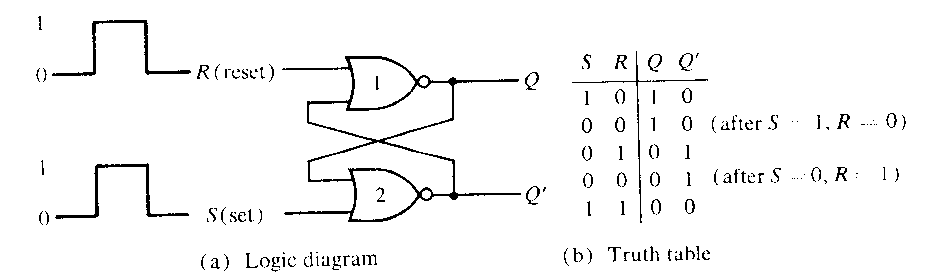 1
0
R (reset)
1
Q
1
0
S (set)
2
Q'
(a) Logic diagram
S R Q Q'
1 0 1 0
0 0 1 0 (after S = 1, R = 0)
0 1 0 1
0 0 0 1 (after S = 0, R = 1)
1 1 0 0
(b) Truth table